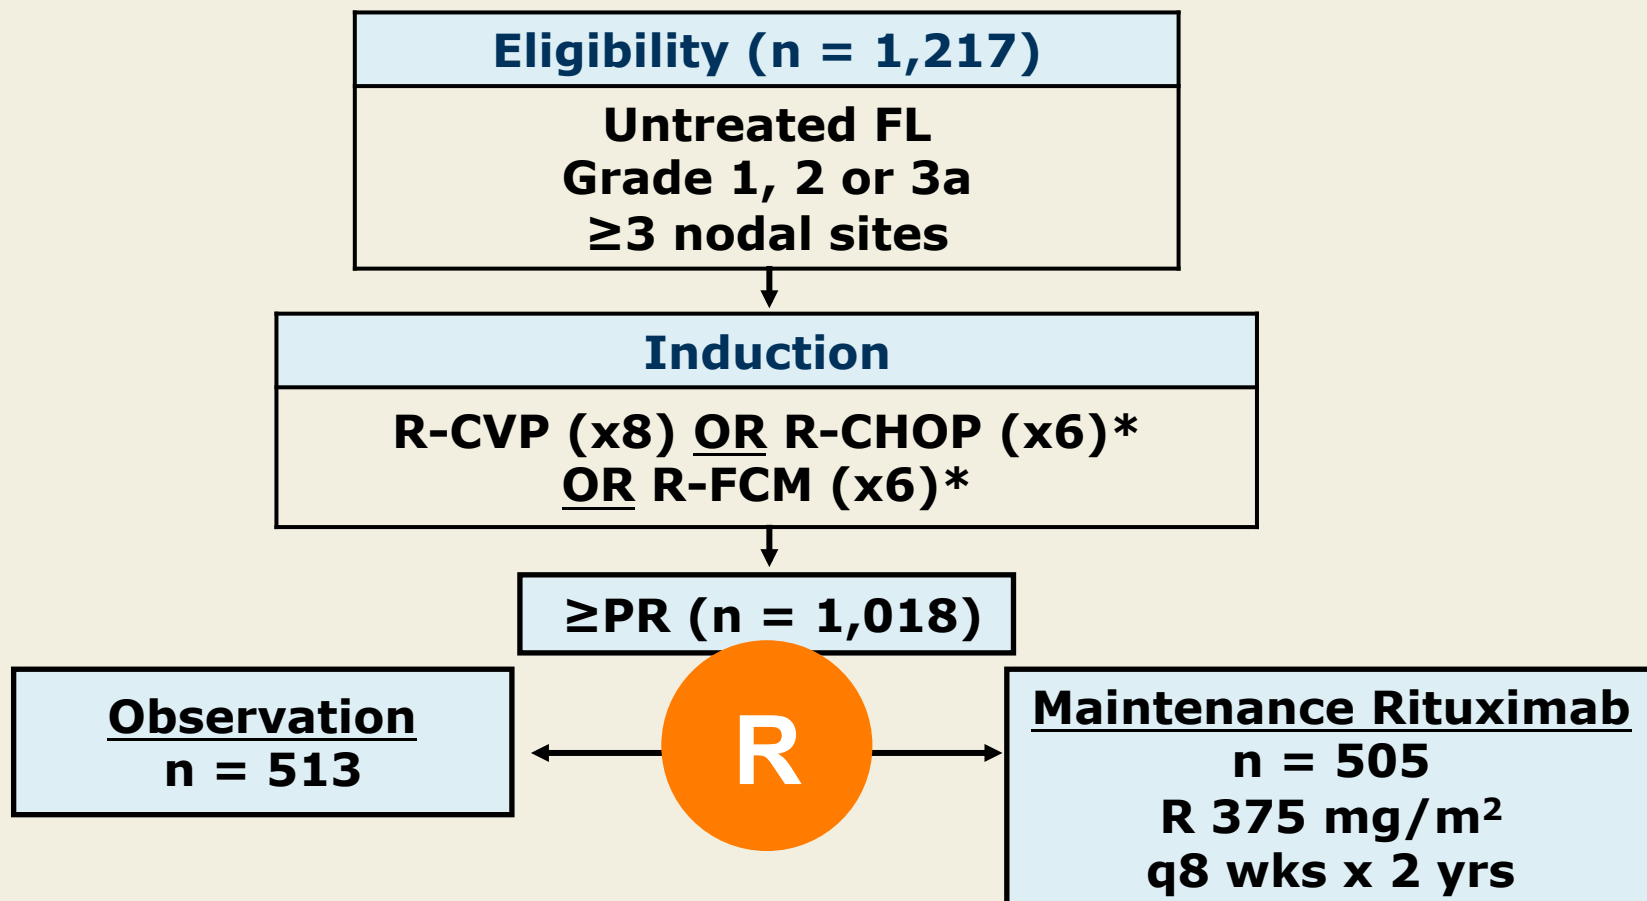 Eligibility (n = 1,217)
Untreated FL
Grade 1, 2 or 3a
≥3 nodal sites
Induction
R-CVP (x8) OR R-CHOP (x6)*
OR R-FCM (x6)*
≥PR (n = 1,018)
Observation
n = 513
R
Maintenance Rituximab
n = 505
R 375 mg/m²
q8 wks x 2 yrs